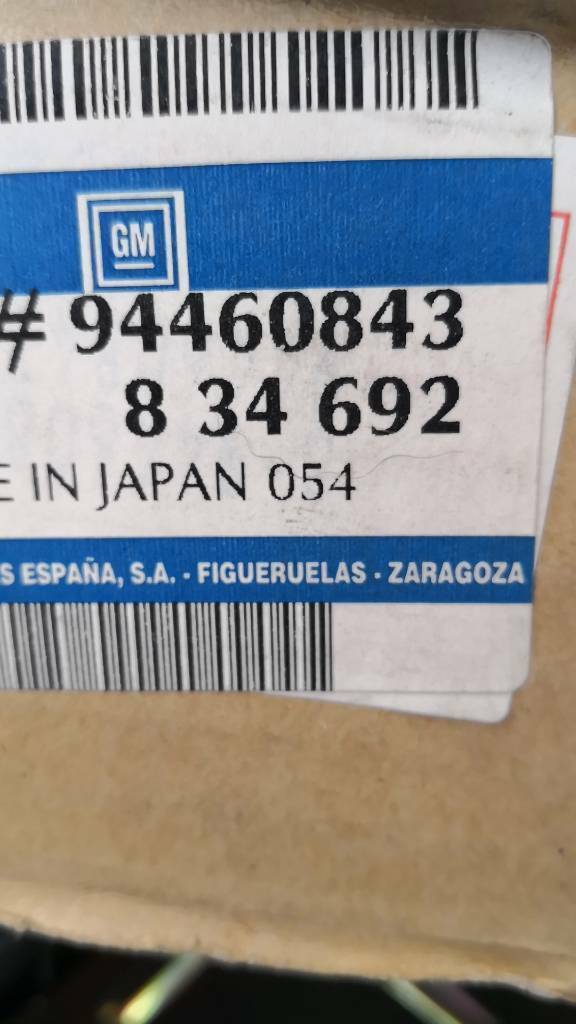 GM
# 94460843
8 34 692
E IN JAPAN 054
S ESPAÑA, S.A. - FIGUERUELAS - ZARAGOZA